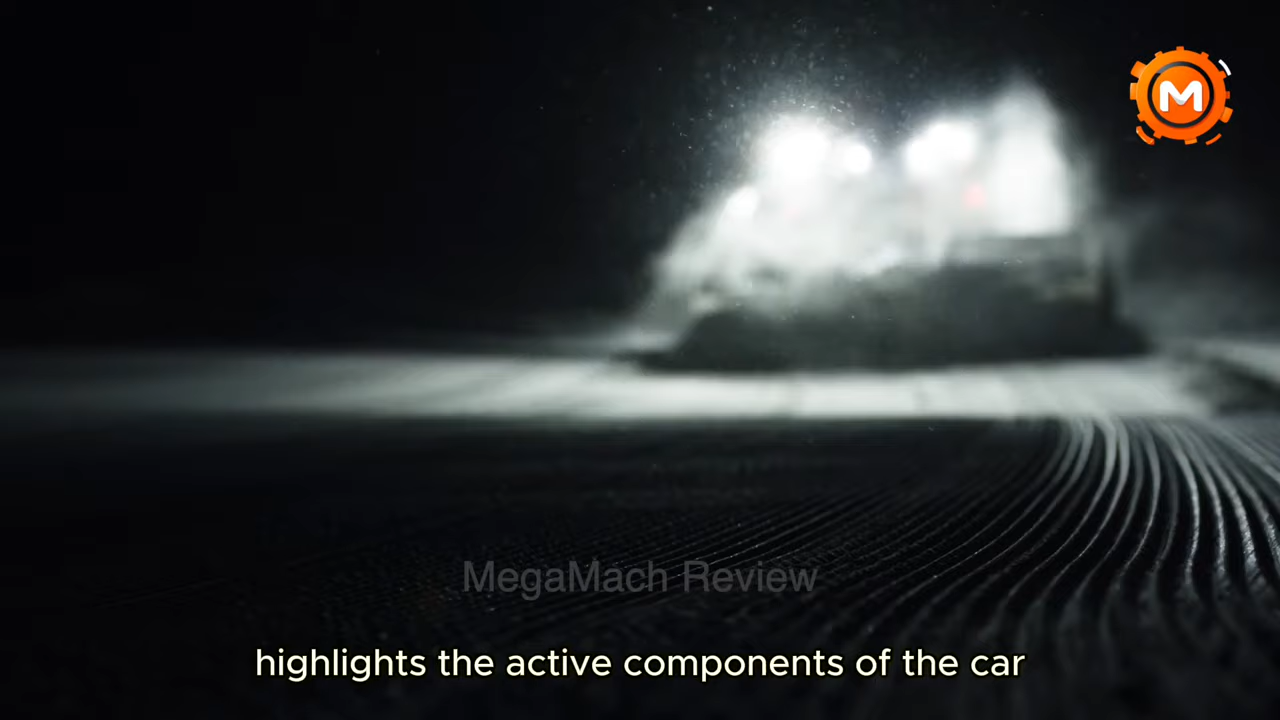 M
MegaMach Review
highlights the active components of the car